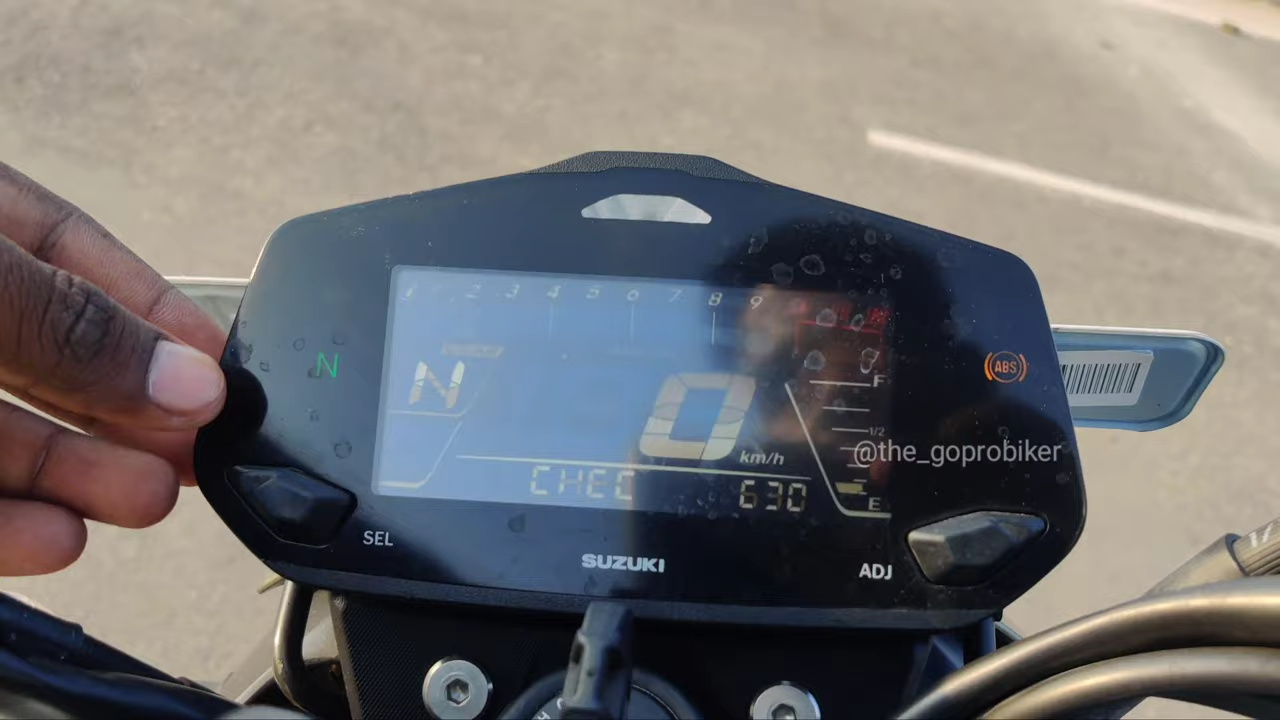 1 2 3 4 5 6 7 8 9
N
N
ABS
0
km/h
F
1/2
E
@the_goprobiker
CHEC 630
SEL
SUZUKI
ADJ